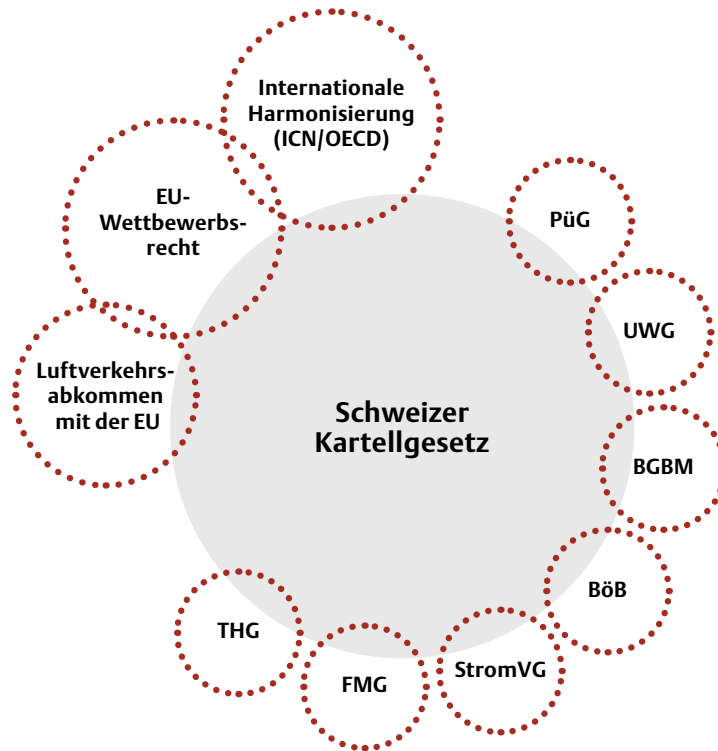 Internationale
Harmonisierung
(ICN/OECD)
EU-
Wettbewerbs-
recht
Luftverkehrs-
abkommen
mit der EU
Schweizer
Kartellgesetz
PüG
UWG
BGBM
BöB
StromVG
FMG
THG